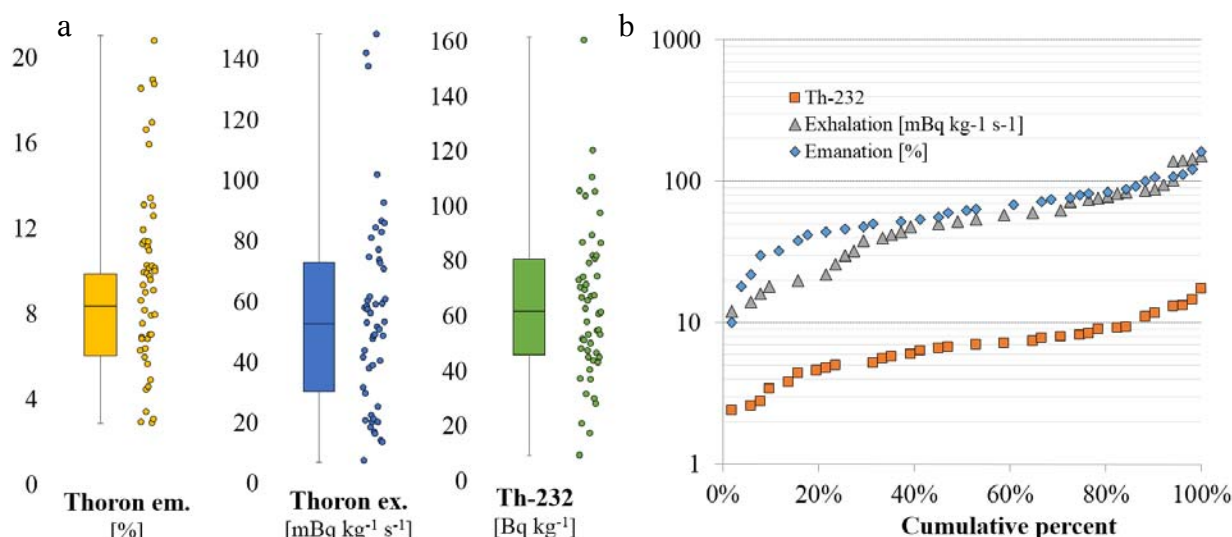 a
20
16
12
8
4
0
Thoron em.
[%]
140
120
100
80
60
40
20
0
Thoron ex.
[mBq kg⁻¹ s⁻¹]
160
140
120
100
80
60
40
20
0
Th-232
[Bq kg⁻¹]
b
1000
100
10
1
Th-232
Exhalation [mBq kg-1 s-1]
Emanation [%]
0% 20% 40% 60% 80% 100%
Cumulative percent